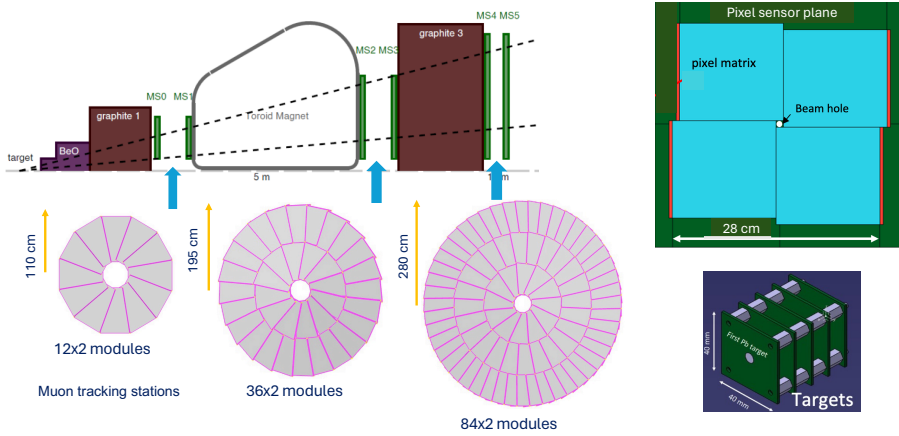 MS4 MS5
graphite 3
MS2 MS3
MS0 MS1
graphite 1
Toroid Magnet
BeO
target
5 m
110 cm
195 cm
280 cm
12x2 modules
Muon tracking stations
36x2 modules
84x2 modules
Pixel sensor plane
pixel matrix
Beam hole
28 cm
First Pb target
40 mm
40 mm
Targets